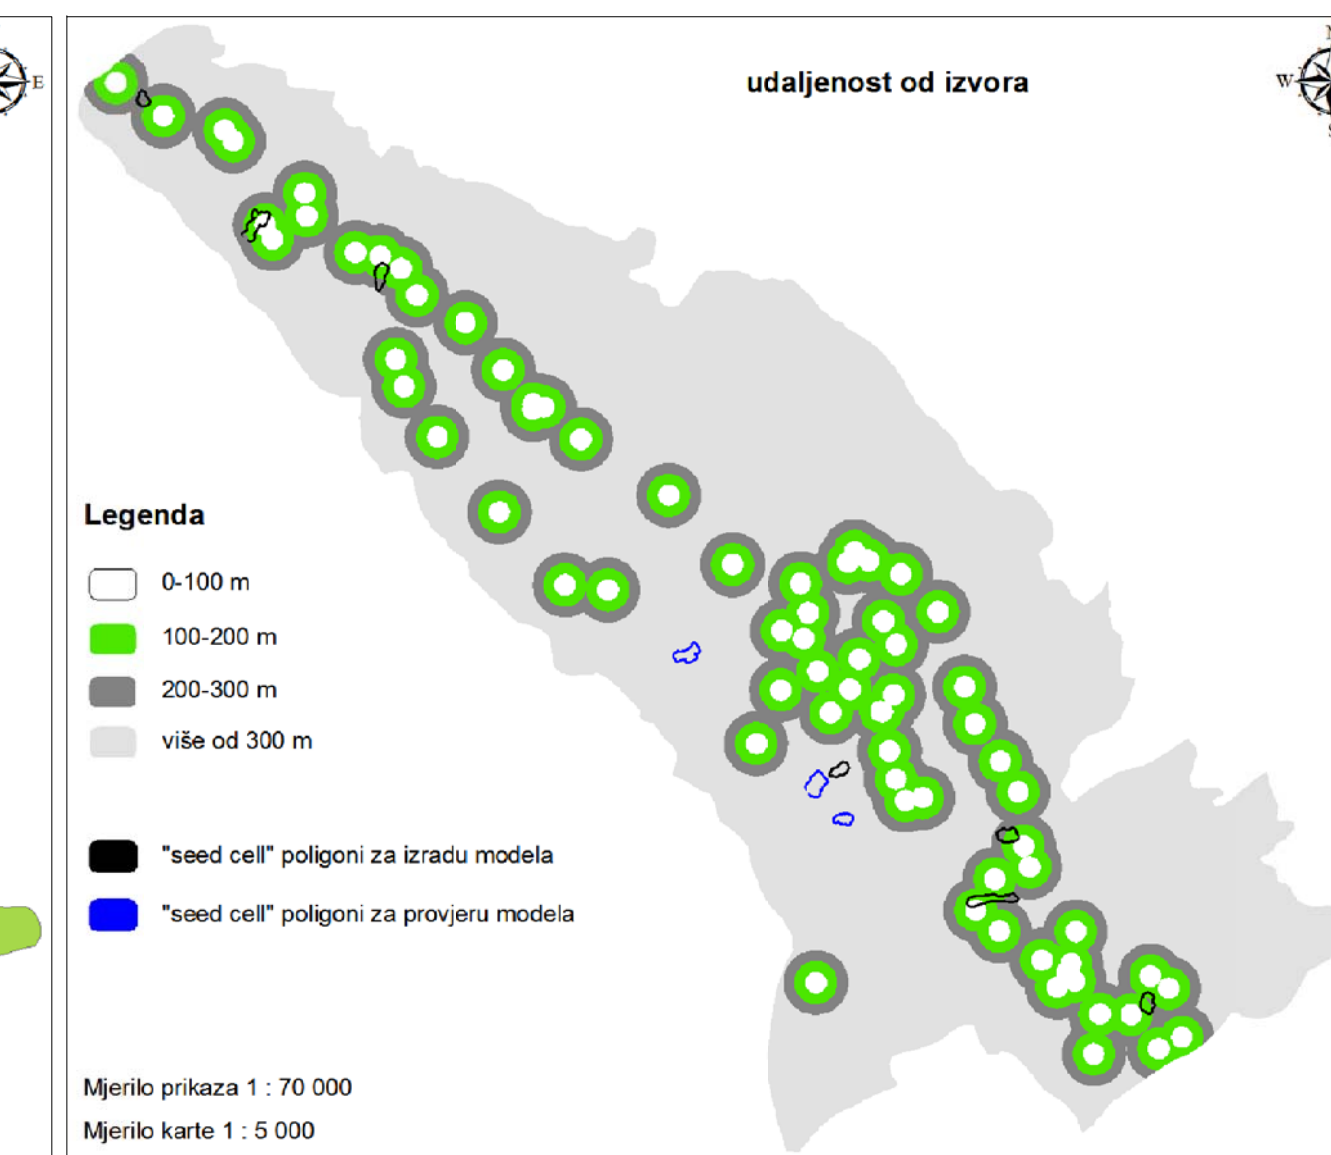 E
udaljenost od izvora
W
Legenda
0-100 m
100-200 m
200-300 m
više od 300 m
"seed cell" poligoni za izradu modela
"seed cell" poligoni za provjeru modela
Mjerilo prikaza 1 : 70 000
Mjerilo karte 1 : 5 000